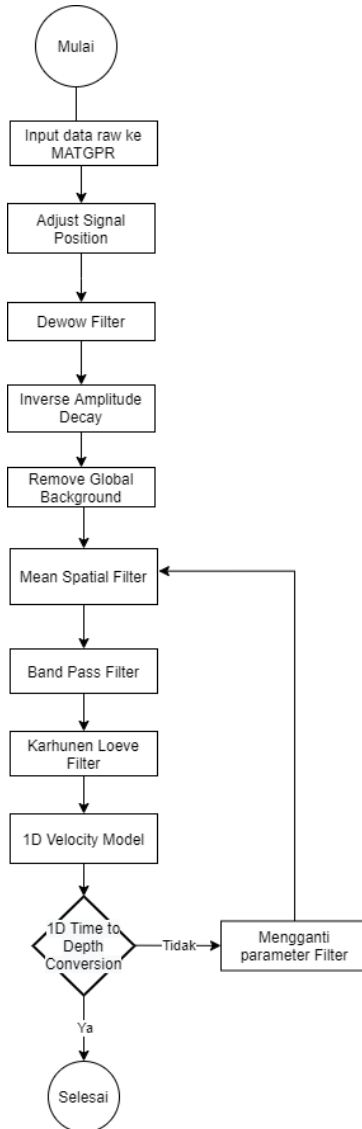 Mulai
Input data raw ke
MATGPR
Adjust Signal
Position
Dewow Filter
Inverse Amplitude
Decay
Remove Global
Background
Mean Spatial Filter
Band Pass Filter
Karhunen Loeve
Filter
1D Velocity Model
1D Time to
Depth
Conversion
Tidak
Mengganti
parameter Filter
Ya
Selesai